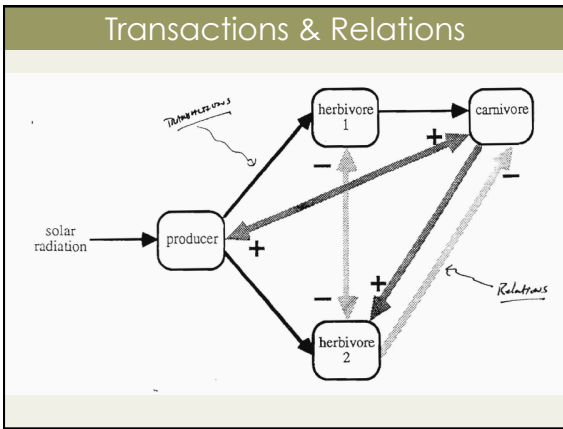 Transactions & Relations
Transactions
herbivore
1
carnivore
+
−
−
solar
radiation
producer
+
+
−
Relations
herbivore
2